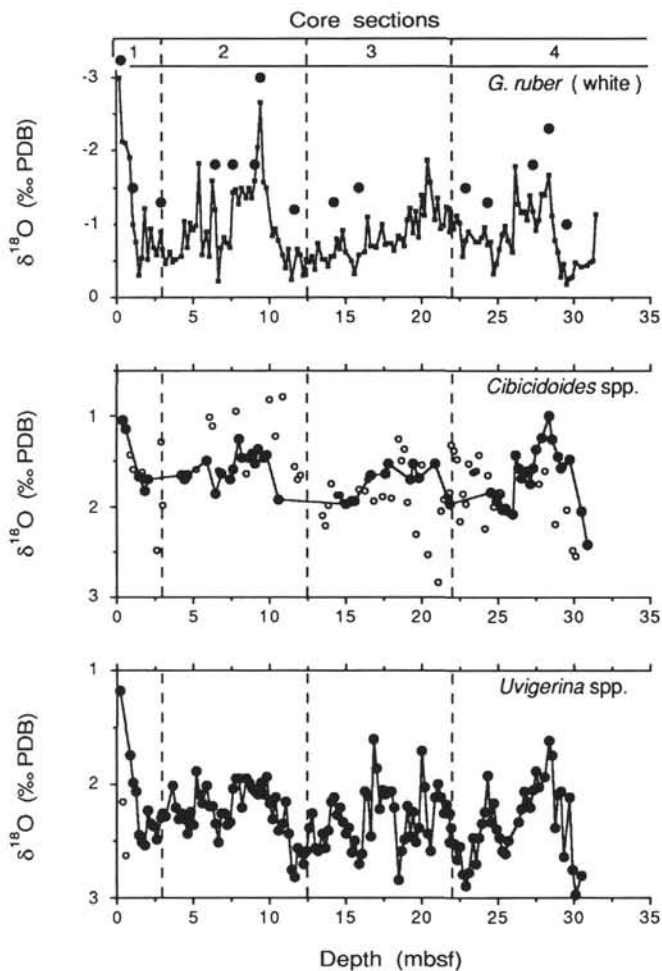 Core sections
1 2 3 4
G. ruber ( white )
δ18O (‰ PDB)
-3
-2
-1
0
0 5 10 15 20 25 30 35
Cibicidoides spp.
δ18O (‰ PDB)
1
2
3
0 5 10 15 20 25 30 35
Uvigerina spp.
δ18O (‰ PDB)
1
2
3
0 5 10 15 20 25 30 35
Depth (mbsf)